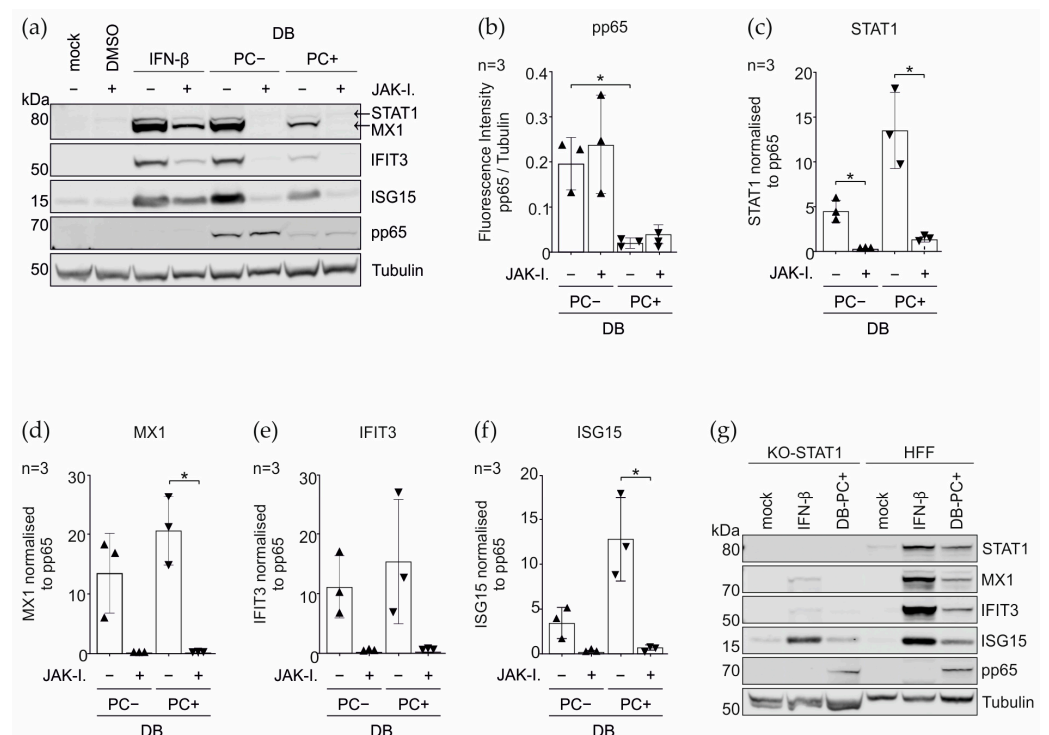 (a)
mock
DMSO
DB
IFN-β PC− PC+
− + − + − + − + JAK-I.
kDa
80 STAT1
MX1
50 IFIT3
15 ISG15
70 pp65
50 Tubulin
(b)
pp65
n=3
Fluorescence Intensity
pp65 / Tubulin
0.4
0.3
0.2
0.1
0
*
JAK-I. − + − +
PC− PC+
DB
(c)
STAT1
n=3
STAT1 normalised
to pp65
20
15
10
5
0
* *
JAK-I. − + − +
PC− PC+
DB
(d)
MX1
n=3
MX1 normalised
to pp65
30
20
10
0
*
JAK-I. − + − +
PC− PC+
DB
(e)
IFIT3
n=3
IFIT3 normalised
to pp65
30
20
10
0
JAK-I. − + − +
PC− PC+
DB
(f)
ISG15
n=3
ISG15 normalised
to pp65
20
15
10
5
0
*
JAK-I. − + − +
PC− PC+
DB
(g)
KO-STAT1 HFF
mock
IFN-β
DB-PC+
mock
IFN-β
DB-PC+
kDa
80 STAT1
70 MX1
50 IFIT3
15 ISG15
70 pp65
50 Tubulin